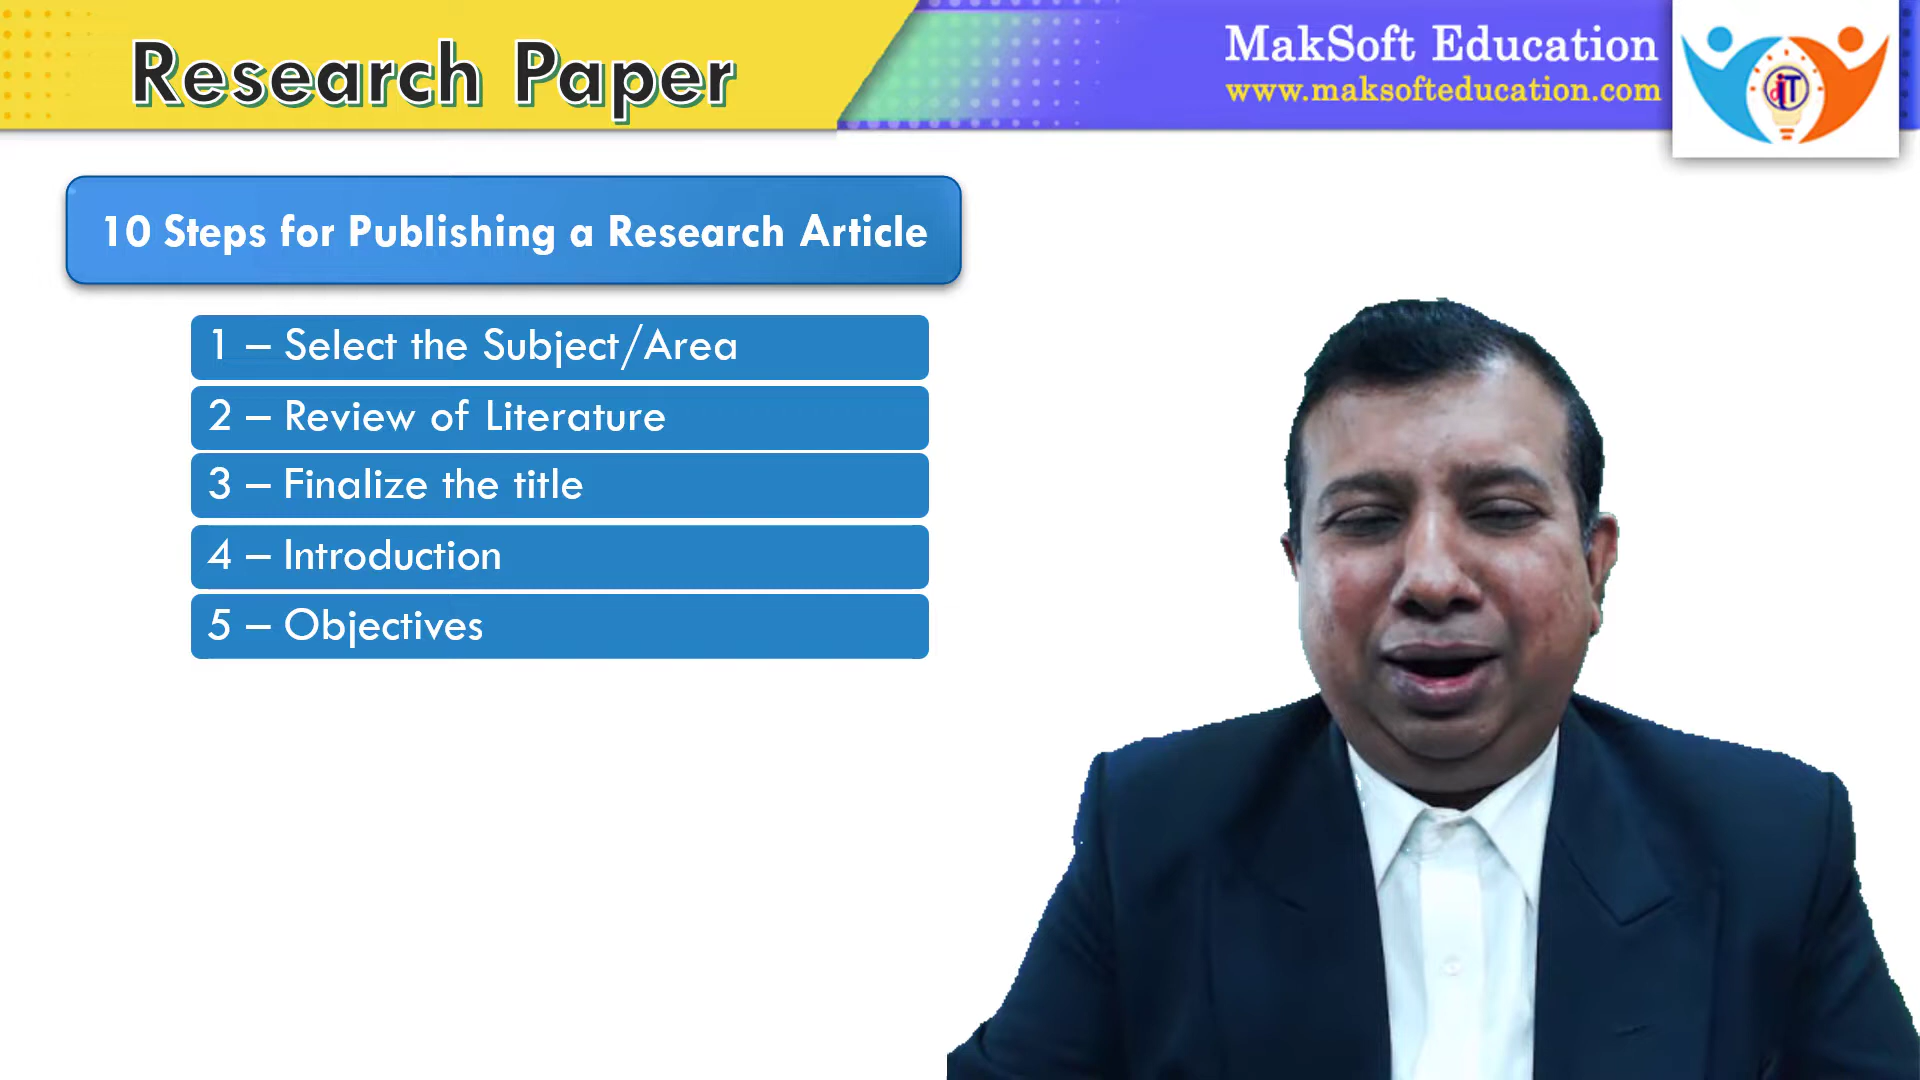 Research Paper
MakSoft Education
www.maksofteducation.com
10 Steps for Publishing a Research Article
1 – Select the Subject/Area
2 – Review of Literature
3 – Finalize the title
4 – Introduction
5 – Objectives